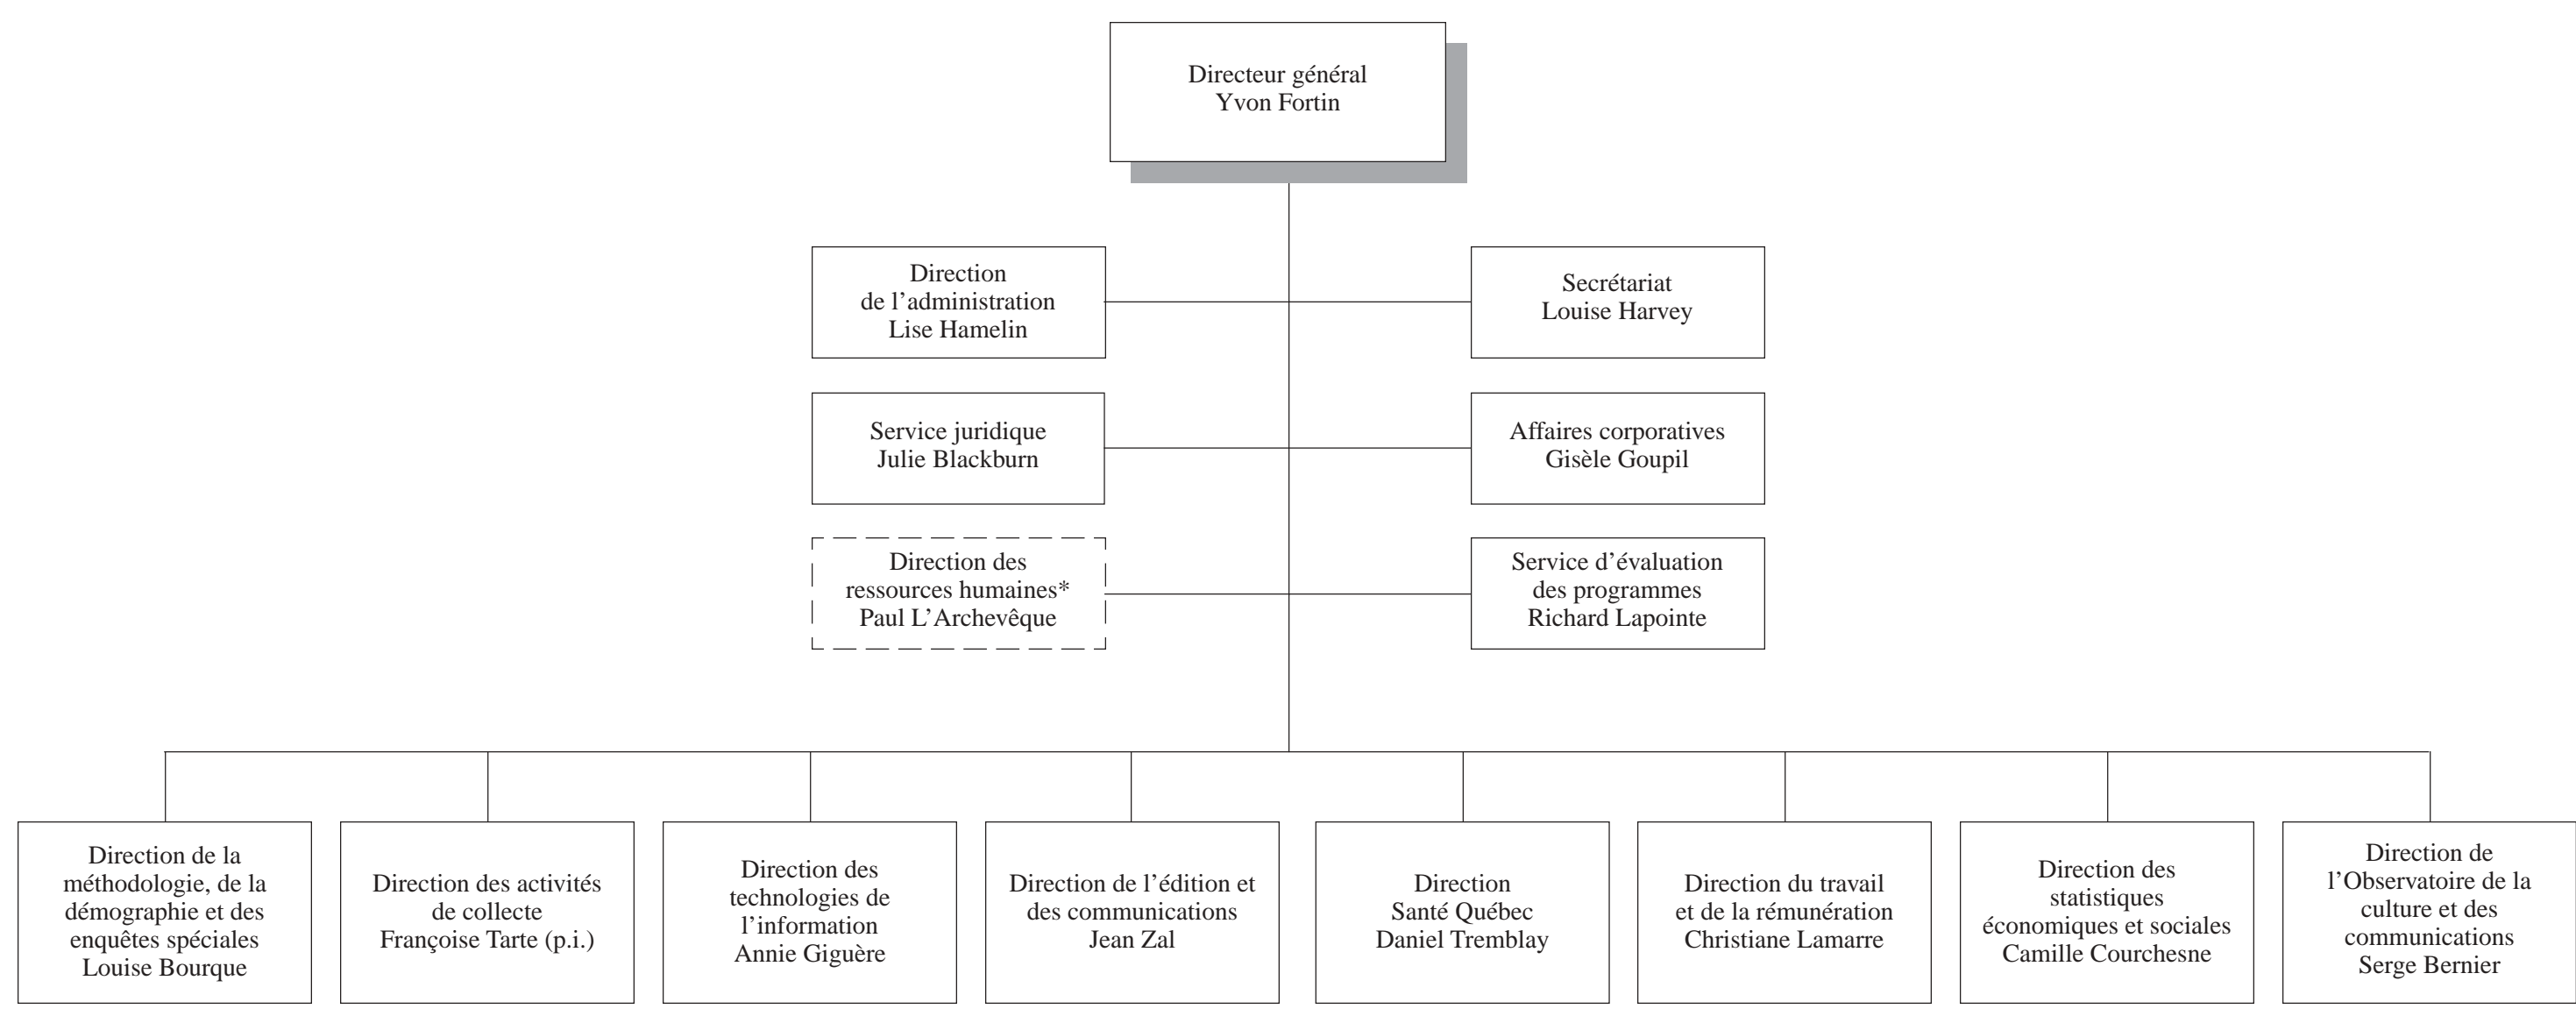 Directeur général
Yvon Fortin
Direction
de l’administration
Lise Hamelin
Secrétariat
Louise Harvey
Service juridique
Julie Blackburn
Affaires corporatives
Gisèle Goupil
Direction des
ressources humaines*
Paul L’Archevêque
Service d’évaluation
des programmes
Richard Lapointe
Direction de la
méthodologie, de la
démographie et des
enquêtes spéciales
Louise Bourque
Direction des activités
de collecte
Françoise Tarte (p.i.)
Direction des
technologies de
l’information
Annie Giguère
Direction de l’édition et
des communications
Jean Zal
Direction
Santé Québec
Daniel Tremblay
Direction du travail
et de la rémunération
Christiane Lamarre
Direction des
statistiques
économiques et sociales
Camille Courchesne
Direction de
l’Observatoire de la
culture et des
communications
Serge Bernier